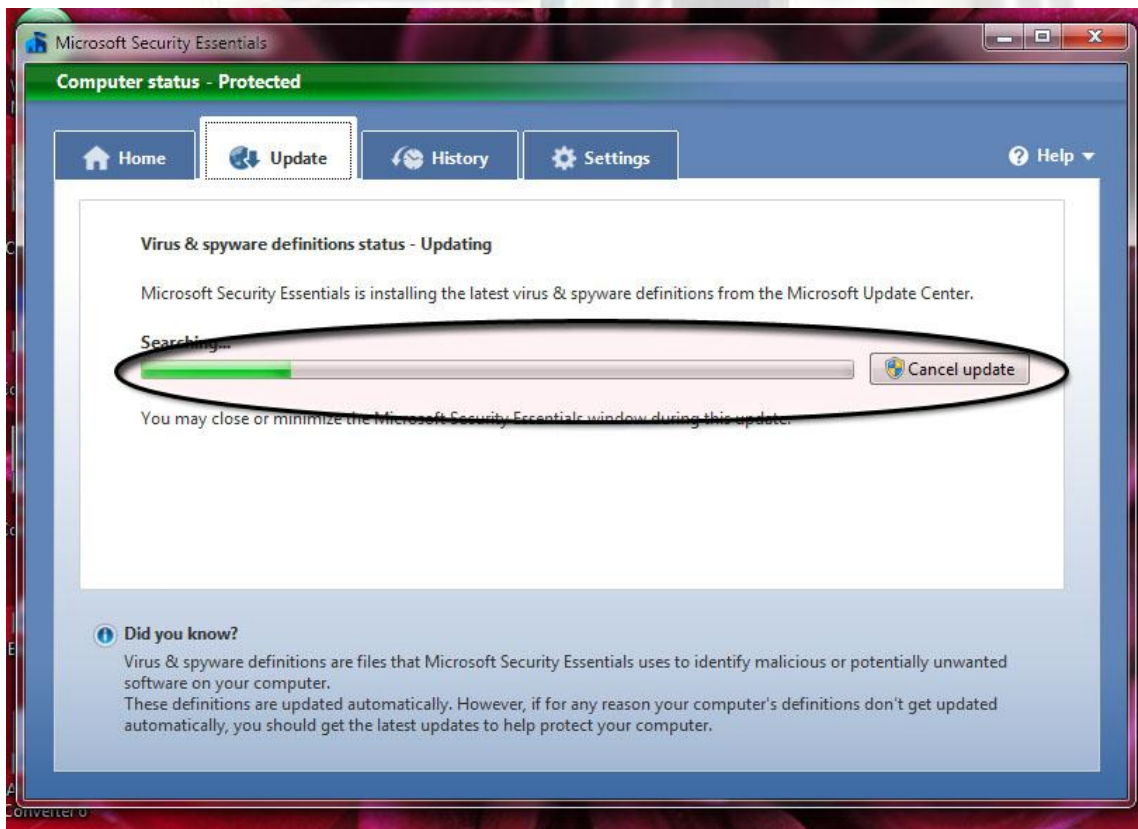 Microsoft Security Essentials
Computer status - Protected
Home
Update
History
Settings
Help
Virus & spyware definitions status - Updating
Microsoft Security Essentials is installing the latest virus & spyware definitions from the Microsoft Update Center.
Searching...
Cancel update
You may close or minimize the Microsoft Security Essentials window during this update.
Did you know?
Virus & spyware definitions are files that Microsoft Security Essentials uses to identify malicious or potentially unwanted
software on your computer.
These definitions are updated automatically. However, if for any reason your computer's definitions don't get updated
automatically, you should get the latest updates to help protect your computer.